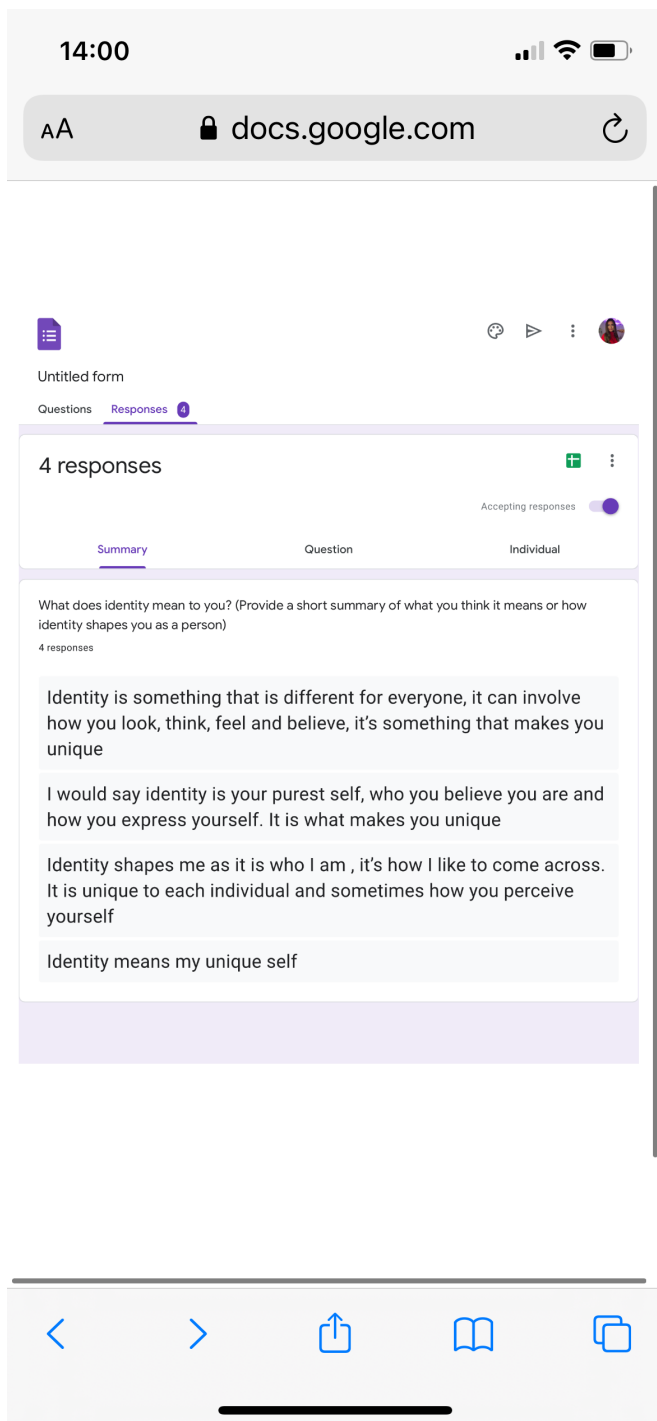 14:00
AA
docs.google.com
Untitled form
Questions Responses 4
4 responses
Accepting responses
Summary Question Individual
What does identity mean to you? (Provide a short summary of what you think it means or how
identity shapes you as a person)
4 responses
Identity is something that is different for everyone, it can involve
how you look, think, feel and believe, it’s something that makes you
unique
I would say identity is your purest self, who you believe you are and
how you express yourself. It is what makes you unique
Identity shapes me as it is who I am , it’s how I like to come across.
It is unique to each individual and sometimes how you perceive
yourself
Identity means my unique self